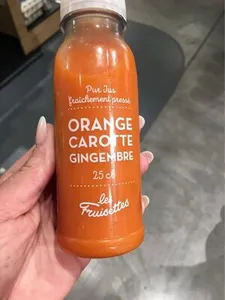 Pur Jus
fraîchement pressé
ORANGE
CAROTTE
GINGEMBRE
25 cl
les
Fruisettes